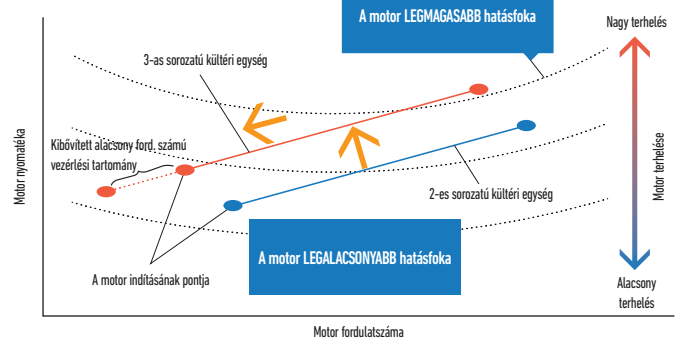 A motor LEGMAGASABB hatásfoka
Nagy terhelés
3-as sorozatú kültéri egység
Kibővített alacsony ford. számú
vezérlési tartomány
Motor nyomatéka
Motor terhelése
2-es sorozatú kültéri egység
A motor LEGALACSONYABB hatásfoka
A motor indításának pontja
Alacsony
terhelés
Motor fordulatszáma